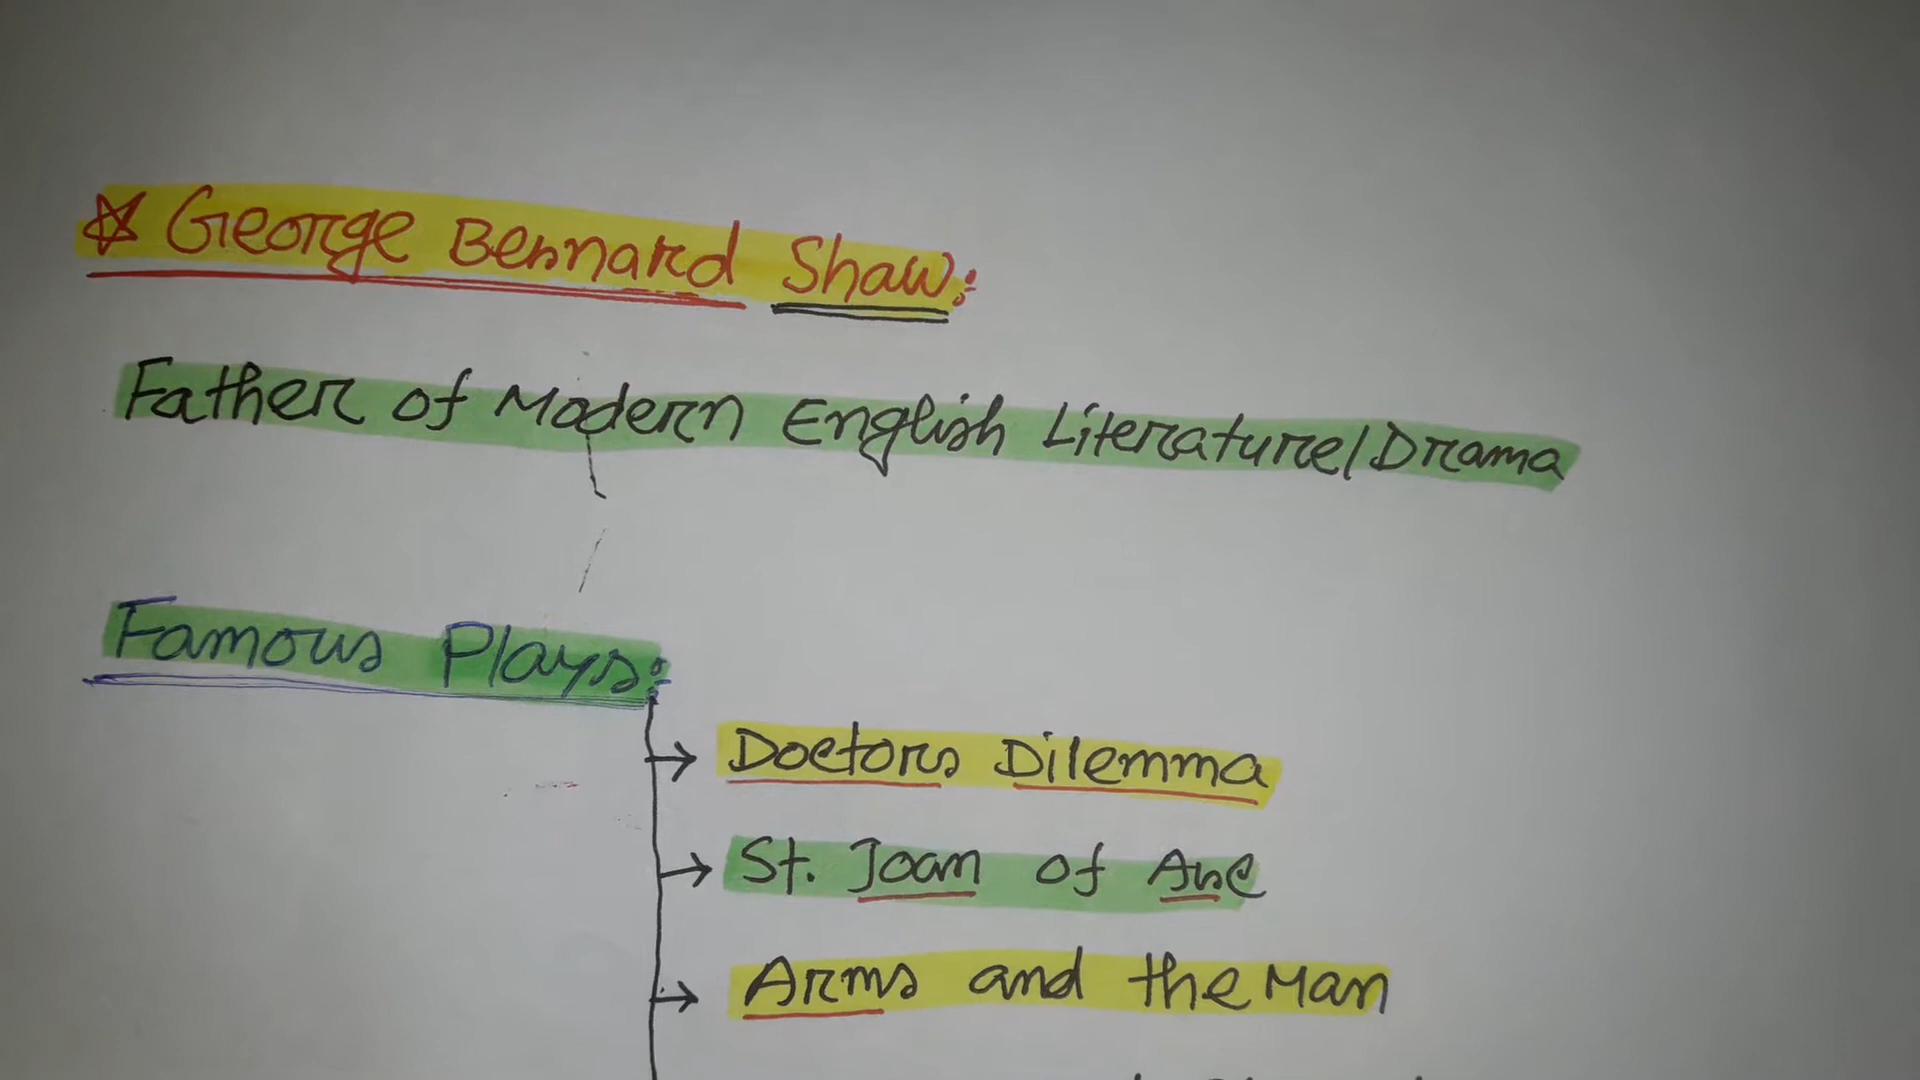 ☆ George Bernard Shaw:
Father of Modern English Literature/Drama
Famous Plays:
→ Doctors Dilemma
→ St. Joan of Arc
→ Arms and the Man